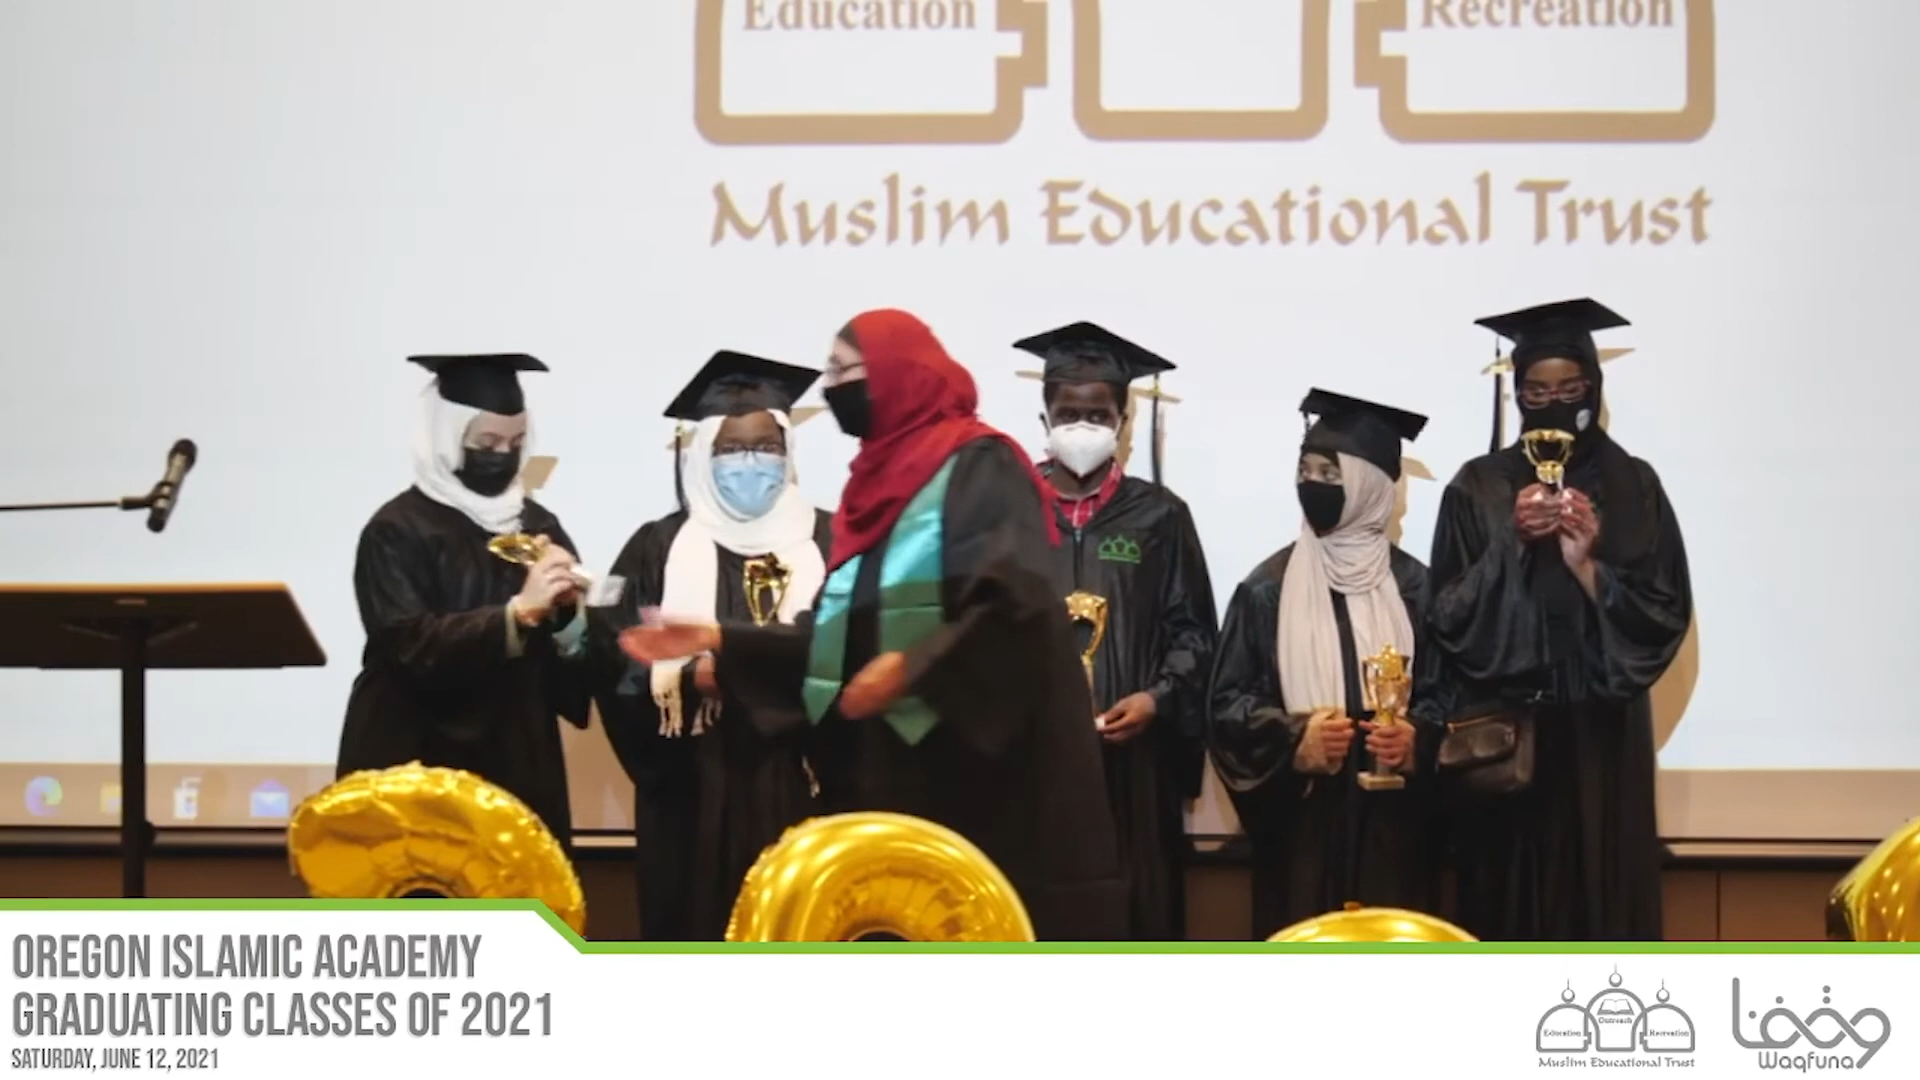 Education
Recreation
Muslim Educational Trust
OREGON ISLAMIC ACADEMY
GRADUATING CLASSES OF 2021
SATURDAY, JUNE 12, 2021
Education
Outreach
Recreation
Muslim Educational Trust
وقفنا
Waqfuna